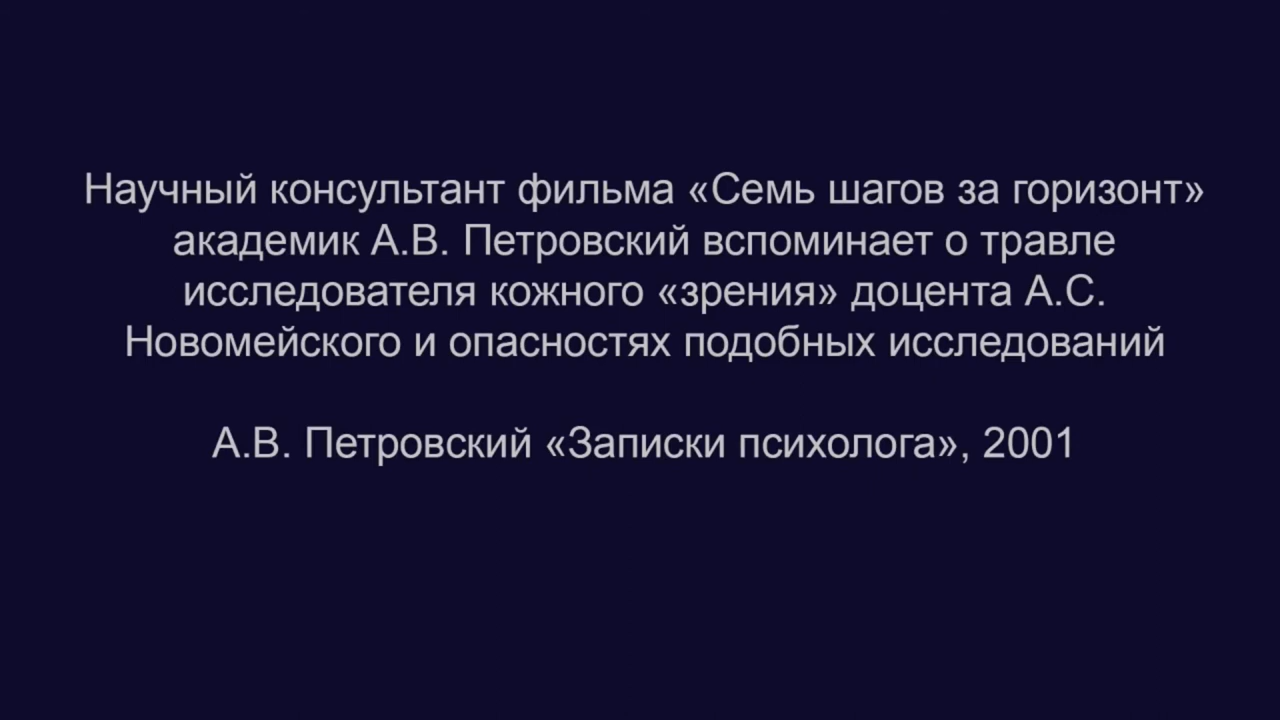 Научный консультант фильма «Семь шагов за горизонт»
академик А.В. Петровский вспоминает о травле
исследователя кожного «зрения» доцента А.С.
Новомейского и опасностях подобных исследований
А.В. Петровский «Записки психолога», 2001